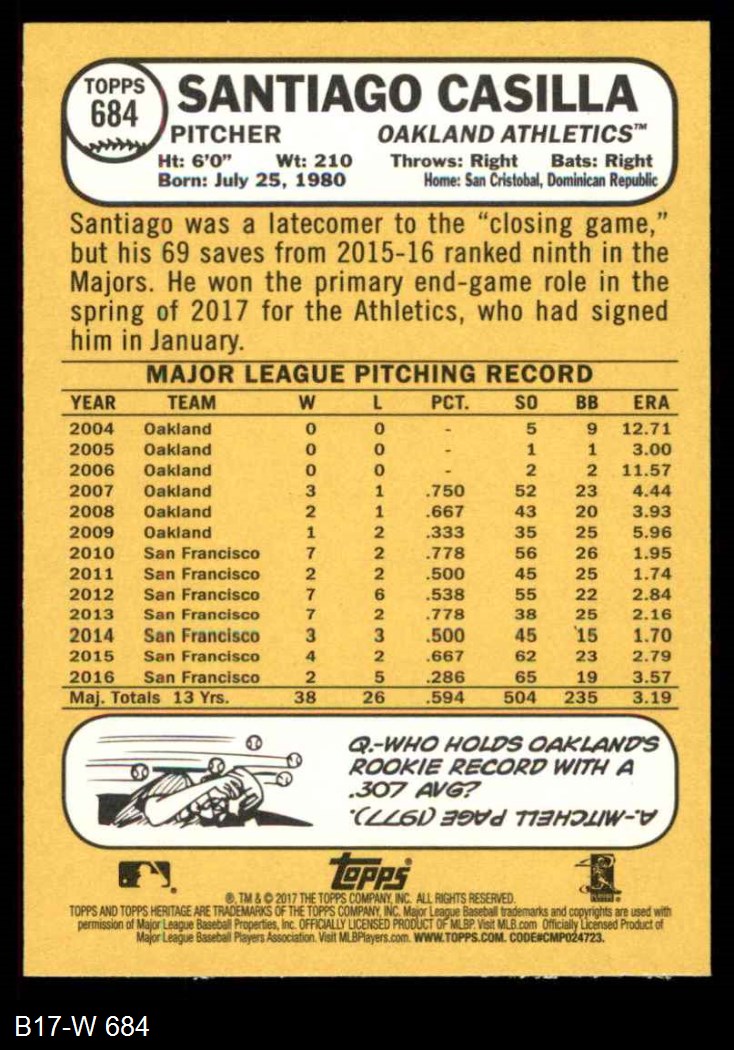 TOPPS
684
SANTIAGO CASILLA
PITCHER OAKLAND ATHLETICS™
Ht: 6'0" Wt: 210 Throws: Right Bats: Right
Born: July 25, 1980 Home: San Cristobal, Dominican Republic
Santiago was a latecomer to the "closing game,"
but his 69 saves from 2015-16 ranked ninth in the
Majors. He won the primary end-game role in the
spring of 2017 for the Athletics, who had signed
him in January.
MAJOR LEAGUE PITCHING RECORD
YEAR TEAM W L PCT. SO BB ERA
2004 Oakland 0 0 - 5 9 12.71
2005 Oakland 0 0 - 1 1 3.00
2006 Oakland 0 0 - 2 2 11.57
2007 Oakland 3 1 .750 52 23 4.44
2008 Oakland 2 1 .667 43 20 3.93
2009 Oakland 1 2 .333 35 25 5.96
2010 San Francisco 7 2 .778 56 26 1.95
2011 San Francisco 2 2 .500 45 25 1.74
2012 San Francisco 7 6 .538 55 22 2.84
2013 San Francisco 7 2 .778 38 25 2.16
2014 San Francisco 3 3 .500 45 15 1.70
2015 San Francisco 4 2 .667 62 23 2.79
2016 San Francisco 2 5 .286 65 19 3.57
Maj. Totals 13 Yrs. 38 26 .594 504 235 3.19
Q.-WHO HOLDS OAKLAND'S
ROOKIE RECORD WITH A
.307 AVG?
A.-MITCHELL PAGE (1977).
Topps
®, TM & © 2017 THE TOPPS COMPANY, INC. ALL RIGHTS RESERVED.
TOPPS AND TOPPS HERITAGE ARE TRADEMARKS OF THE TOPPS COMPANY, INC. Major League Baseball trademarks and copyrights are used with
permission of Major League Baseball Properties, Inc. OFFICIALLY LICENSED PRODUCT OF MLBP. Visit MLB.com Officially Licensed Product of
Major League Baseball Players Association. Visit MLBPlayers.com. WWW.TOPPS.COM. CODE#CMP024723.
B17-W 684